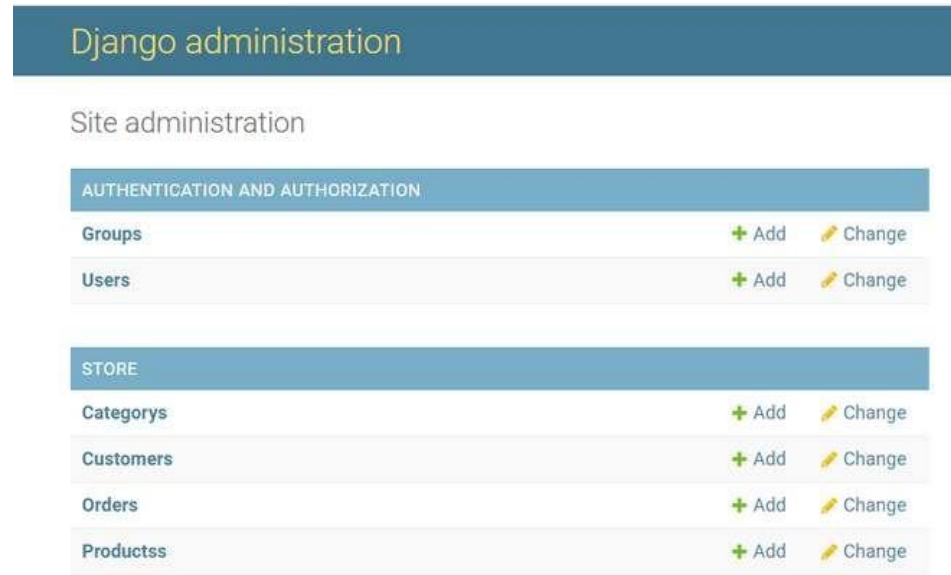 Django administration
Site administration
AUTHENTICATION AND AUTHORIZATION
Groups Add Change
Users Add Change
STORE
Categorys Add Change
Customers Add Change
Orders Add Change
Productss Add Change